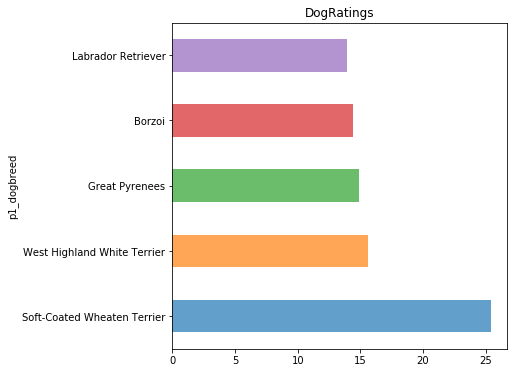 DogRatings
p1_dogbreed
Labrador Retriever
Borzoi
Great Pyrenees
West Highland White Terrier
Soft-Coated Wheaten Terrier
0 5 10 15 20 25